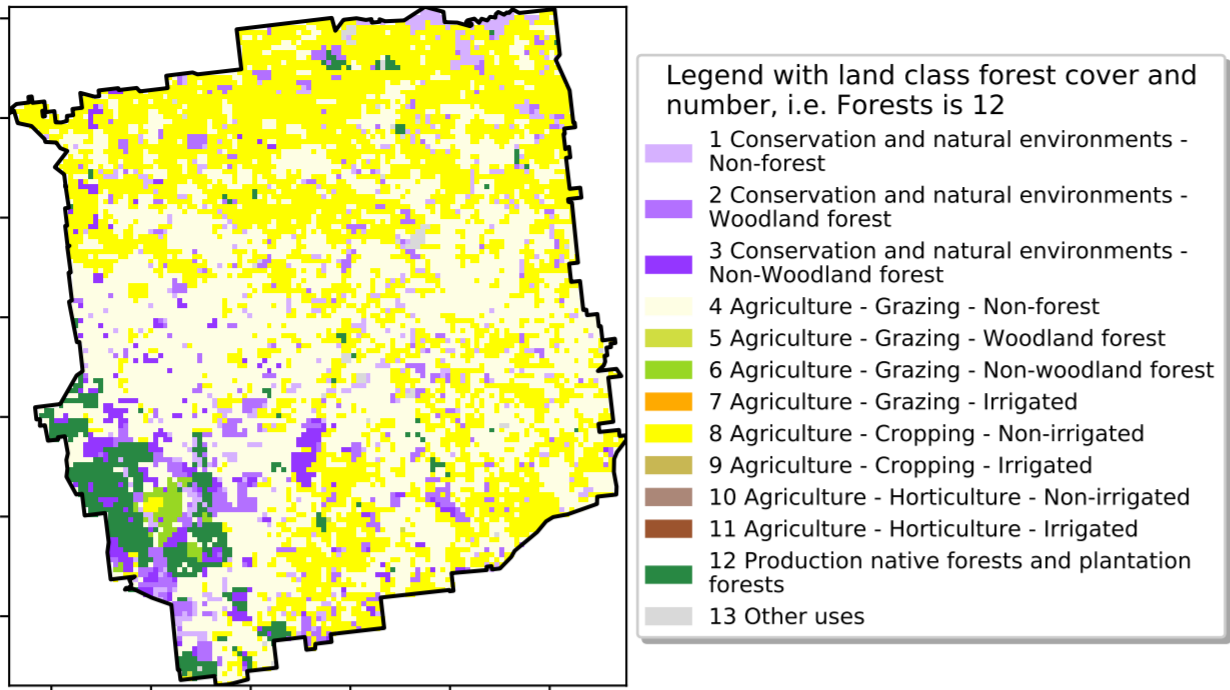 Legend with land class forest cover and
number, i.e. Forests is 12
1 Conservation and natural environments -
Non-forest
2 Conservation and natural environments -
Woodland forest
3 Conservation and natural environments -
Non-Woodland forest
4 Agriculture - Grazing - Non-forest
5 Agriculture - Grazing - Woodland forest
6 Agriculture - Grazing - Non-woodland forest
7 Agriculture - Grazing - Irrigated
8 Agriculture - Cropping - Non-irrigated
9 Agriculture - Cropping - Irrigated
10 Agriculture - Horticulture - Non-irrigated
11 Agriculture - Horticulture - Irrigated
12 Production native forests and plantation
forests
13 Other uses